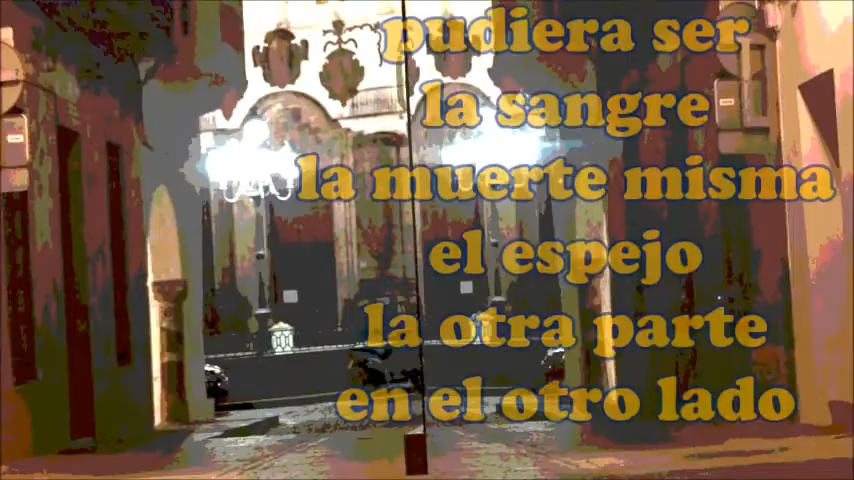 pudiera ser
la sangre
la muerte misma
el espejo
la otra parte
en el otro lado